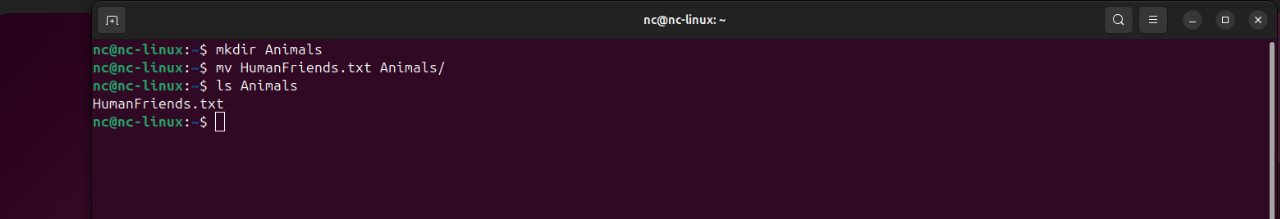 nc@nc-linux: ~
nc@nc-linux:~$ mkdir Animals
nc@nc-linux:~$ mv HumanFriends.txt Animals/
nc@nc-linux:~$ ls Animals
HumanFriends.txt
nc@nc-linux:~$